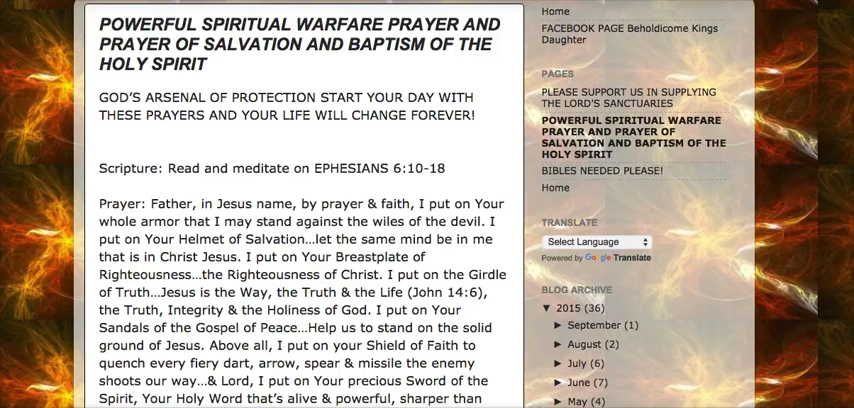 POWERFUL SPIRITUAL WARFARE PRAYER AND
PRAYER OF SALVATION AND BAPTISM OF THE
HOLY SPIRIT
GOD'S ARSENAL OF PROTECTION START YOUR DAY WITH
THESE PRAYERS AND YOUR LIFE WILL CHANGE FOREVER!
Scripture: Read and meditate on EPHESIANS 6:10-18
Prayer: Father, in Jesus name, by prayer & faith, I put on Your
whole armor that I may stand against the wiles of the devil. I
put on Your Helmet of Salvation...let the same mind be in me
that is in Christ Jesus. I put on Your Breastplate of
Righteousness...the Righteousness of Christ. I put on the Girdle
of Truth...Jesus is the Way, the Truth & the Life (John 14:6),
the Truth, Integrity & the Holiness of God. I put on Your
Sandals of the Gospel of Peace...Help us to stand on the solid
ground of Jesus. Above all, I put on your Shield of Faith to
quench every fiery dart, arrow, spear & missile the enemy
shoots our way...& Lord, I put on Your precious Sword of the
Spirit, Your Holy Word that's alive & powerful, sharper than
Home
FACEBOOK PAGE Beholdicome Kings
Daughter
PAGES
PLEASE SUPPORT US IN SUPPLYING
THE LORD'S SANCTUARIES
POWERFUL SPIRITUAL WARFARE
PRAYER AND PRAYER OF
SALVATION AND BAPTISM OF THE
HOLY SPIRIT
BIBLES NEEDED PLEASE!
Home
TRANSLATE
Select Language
Powered by Google Translate
BLOG ARCHIVE
▼ 2015 (36)
► September (1)
► August (2)
► July (6)
► June (7)
► May (4)